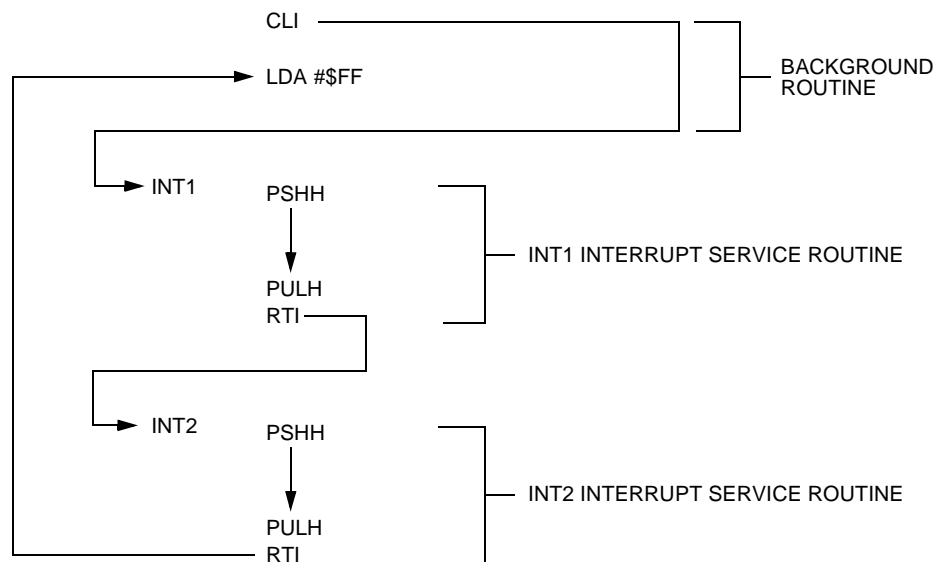 CLI
LDA #$FF
BACKGROUND
ROUTINE
INT1
PSHH
INT1 INTERRUPT SERVICE ROUTINE
PULH
RTI
INT2
PSHH
INT2 INTERRUPT SERVICE ROUTINE
PULH
RTI